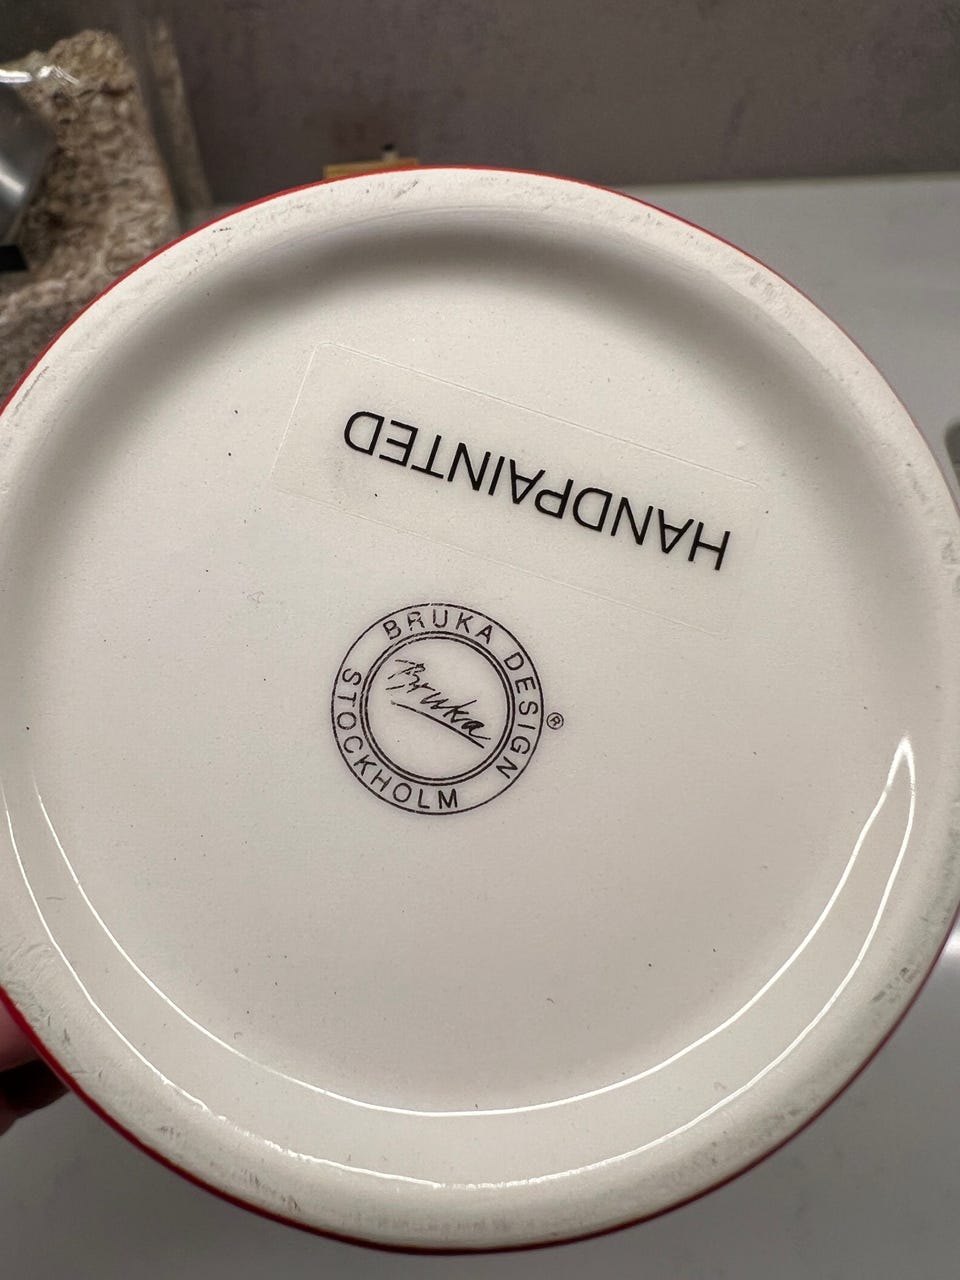 HANDPAINTED
BRUKA DESIGN
Bruka
STOCKHOLM
®